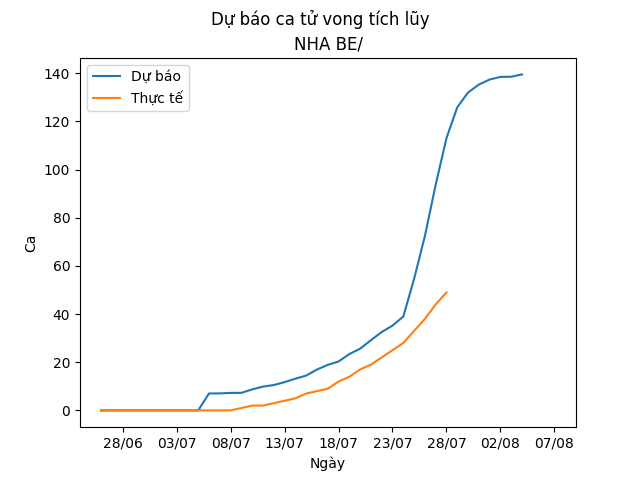 Dự báo ca tử vong tích lũy
NHA BE/
Dự báo
Thực tế
140
120
100
80
60
40
20
0
Ca
28/06 03/07 08/07 13/07 18/07 23/07 28/07 02/08 07/08
Ngày